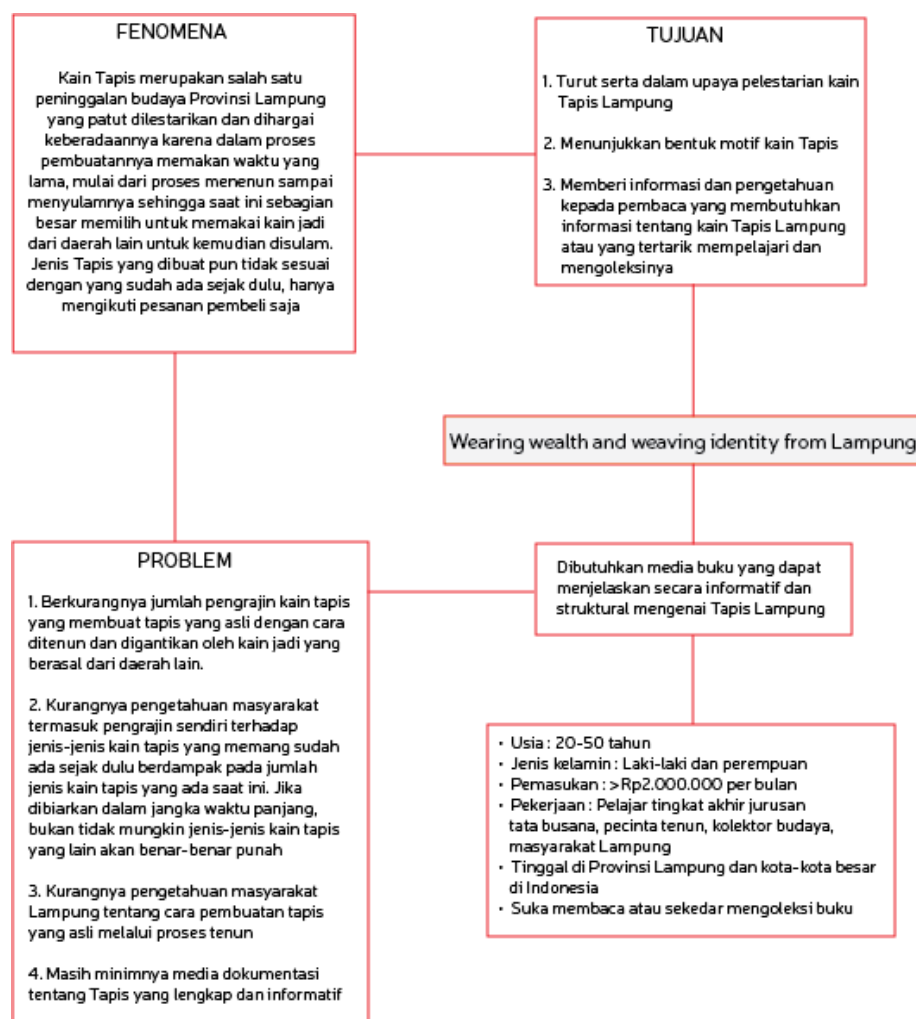 FENOMENA
Kain Tapis merupakan salah satu
peninggalan budaya Provinsi Lampung
yang patut dilestarikan dan dihargai
keberadaannya karena dalam proses
pembuatannya memakan waktu yang
lama, mulai dari proses menenun sampai
menyulamnya sehingga saat ini sebagian
besar memilih untuk memakai kain jadi
dari daerah lain untuk kemudian disulam.
Jenis Tapis yang dibuat pun tidak sesuai
dengan yang sudah ada sejak dulu, hanya
mengikuti pesanan pembeli saja
TUJUAN
1. Turut serta dalam upaya pelestarian kain
Tapis Lampung
2. Menunjukkan bentuk motif kain Tapis
3. Memberi informasi dan pengetahuan
kepada pembaca yang membutuhkan
informasi tentang kain Tapis Lampung
atau yang tertarik mempelajari dan
mengoleksinya
Wearing wealth and weaving identity from Lampung
PROBLEM
1. Berkurangnya jumlah pengrajin kain tapis
yang membuat tapis yang asli dengan cara
ditenun dan digantikan oleh kain jadi yang
berasal dari daerah lain.
2. Kurangnya pengetahuan masyarakat
termasuk pengrajin sendiri terhadap
jenis-jenis kain tapis yang memang sudah
ada sejak dulu berdampak pada jumlah
jenis kain tapis yang ada saat ini. Jika
dibiarkan dalam jangka waktu panjang,
bukan tidak mungkin jenis-jenis kain tapis
yang lain akan benar-benar punah
3. Kurangnya pengetahuan masyarakat
Lampung tentang cara pembuatan tapis
yang asli melalui proses tenun
4. Masih minimnya media dokumentasi
tentang Tapis yang lengkap dan informatif
Dibutuhkan media buku yang dapat
menjelaskan secara informatif dan
struktural mengenai Tapis Lampung
• Usia : 20-50 tahun
• Jenis kelamin : Laki-laki dan perempuan
• Pemasukan : >Rp2.000.000 per bulan
• Pekerjaan : Pelajar tingkat akhir jurusan
tata busana, pecinta tenun, kolektor budaya,
masyarakat Lampung
• Tinggal di Provinsi Lampung dan kota-kota besar
di Indonesia
• Suka membaca atau sekedar mengoleksi buku